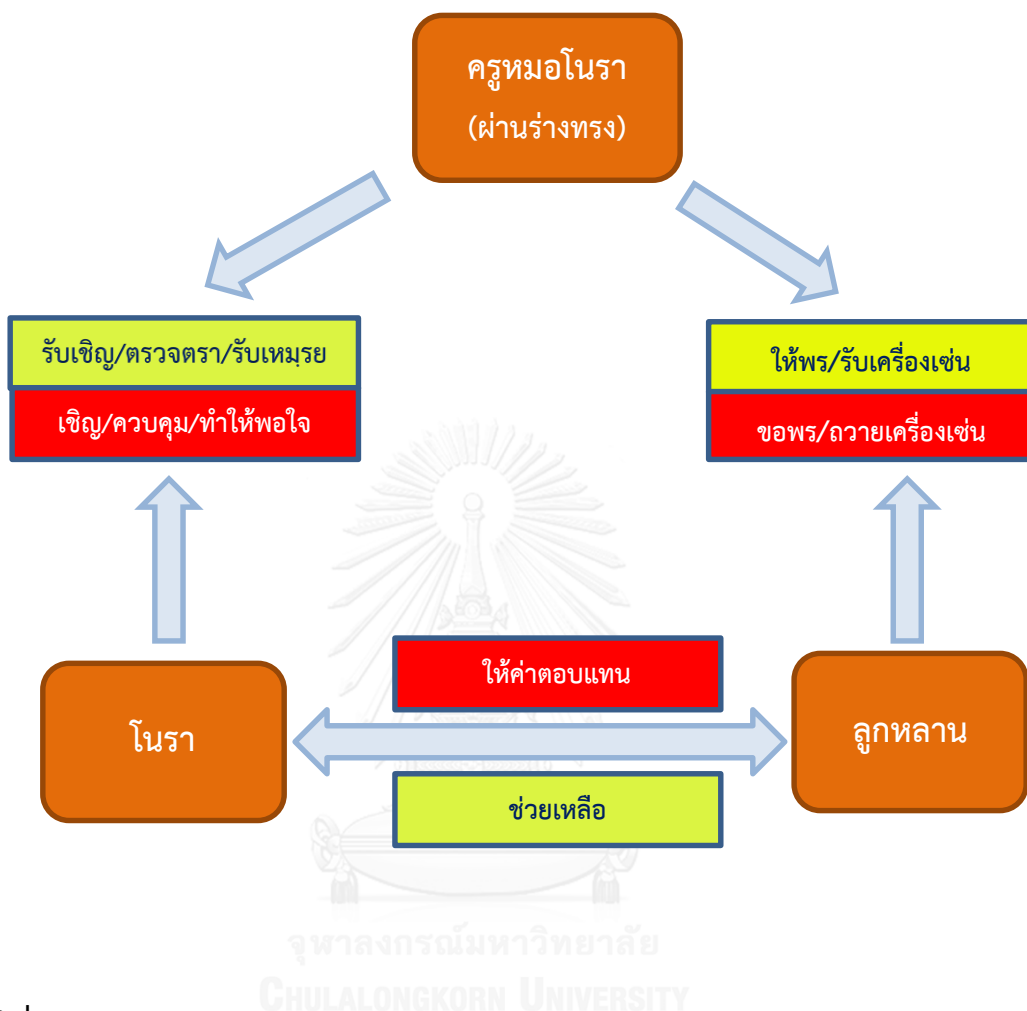 ครูหมอโนรา
(ผ่านร่างทรง)
รับเชิญ/ตรวจตรา/รับเหมฺรย
เชิญ/ควบคุม/ทำให้พอใจ
ให้พร/รับเครื่องเซ่น
ขอพร/ถวายเครื่องเซ่น
ให้ค่าตอบแทน
โนรา
ลูกหลาน
ช่วยเหลือ
จุฬาลงกรณ์มหาวิทยาลัย
CHULALONGKORN UNIVERSITY